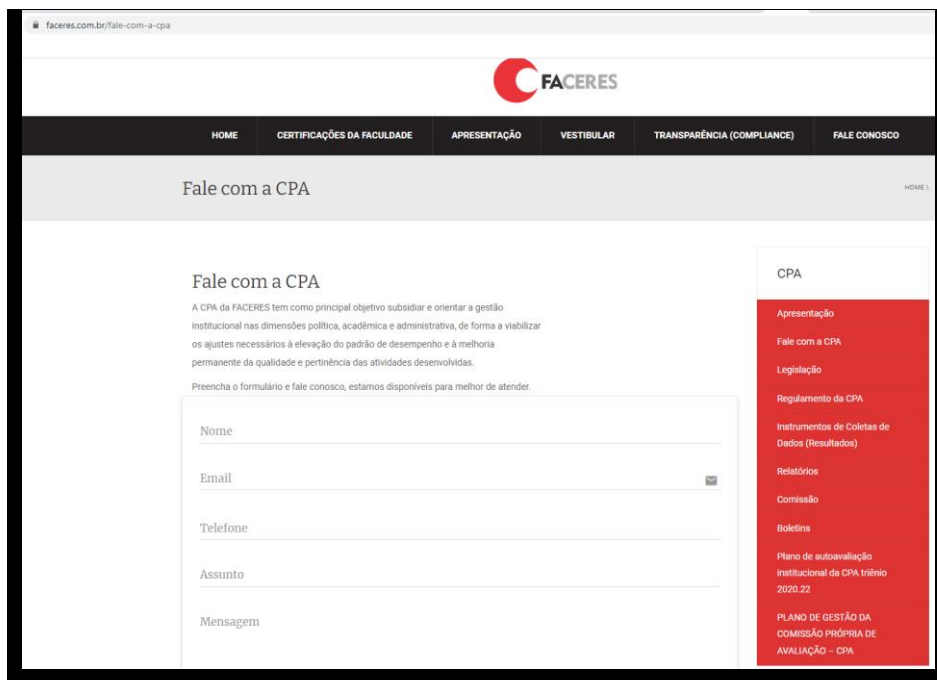 faceres.com.br/fale-com-a-cpa
FACERES
HOME CERTIFICAÇÕES DA FACULDADE APRESENTAÇÃO VESTIBULAR TRANSPARÊNCIA (COMPLIANCE) FALE CONOSCO
Fale com a CPA
HOME \
Fale com a CPA
A CPA da FACERES tem como principal objetivo subsidiar e orientar a gestão
institucional nas dimensões política, acadêmica e administrativa, de forma a viabilizar
os ajustes necessários à elevação do padrão de desempenho e à melhoria
permanente da qualidade e pertinência das atividades desenvolvidas.
Preencha o formulário e fale conosco, estamos disponíveis para melhor de atender.
Nome
Email
Telefone
Assunto
Mensagem
CPA
Apresentação
Fale com a CPA
Legislação
Regulamento da CPA
Instrumentos de Coletas de
Dados (Resultados)
Relatórios
Comissão
Boletins
Plano de autoavaliação
institucional da CPA triênio
2020.22
PLANO DE GESTÃO DA
COMISSÃO PRÓPRIA DE
AVALIAÇÃO – CPA